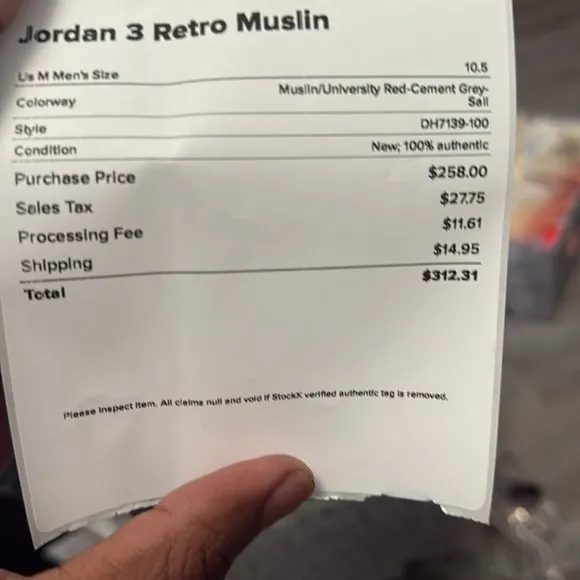 Jordan 3 Retro Muslin
Us M Men's Size 10.5
Colorway Muslin/University Red-Cement Grey-
Sail
Style DH7139-100
Condition New; 100% authentic
Purchase Price $258.00
Sales Tax $27.75
Processing Fee $11.61
Shipping $14.95
Total $312.31
Please inspect item. All claims null and void if StockX verified authentic tag is removed.